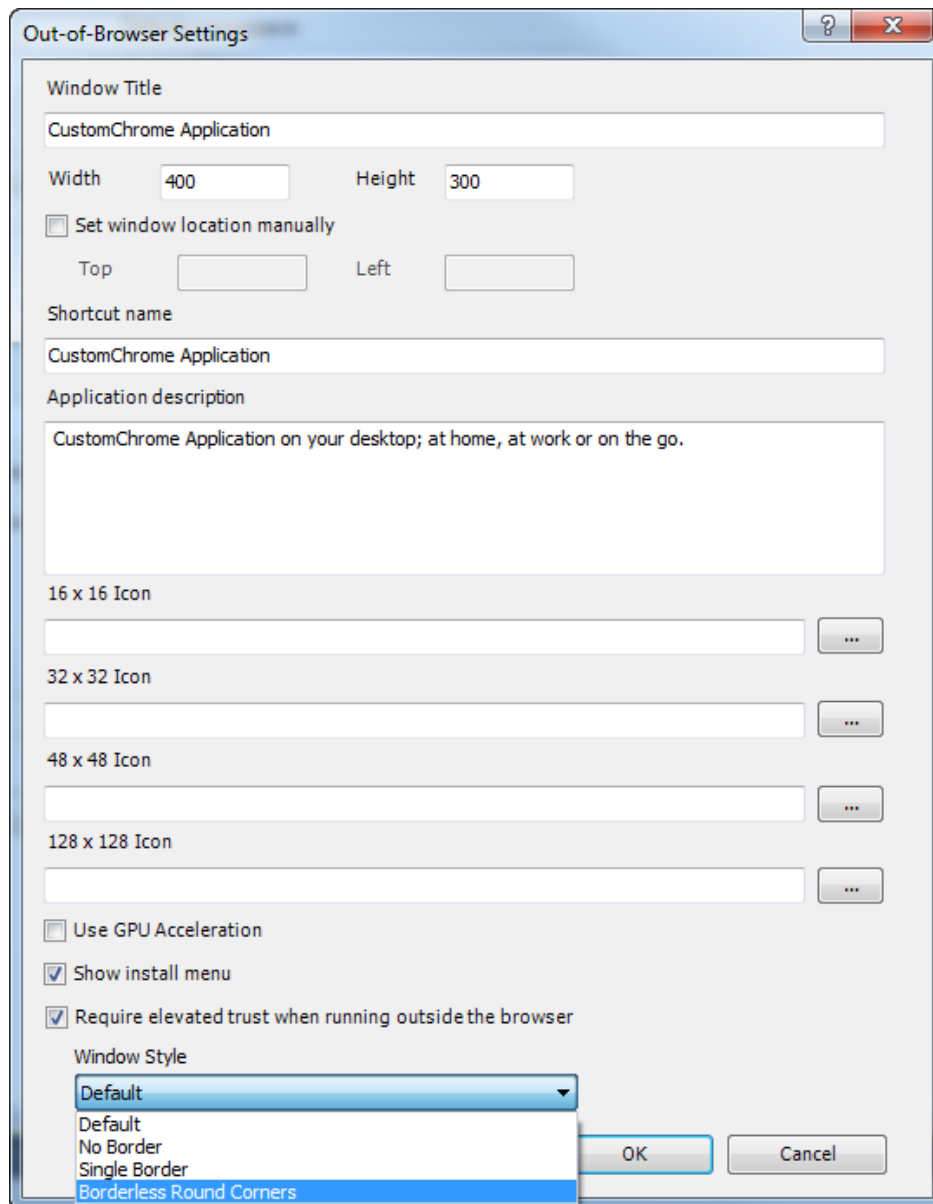 Out-of-Browser Settings
Window Title
CustomChrome Application
Width 400 Height 300
Set window location manually
Top Left
Shortcut name
CustomChrome Application
Application description
CustomChrome Application on your desktop; at home, at work or on the go.
16 x 16 Icon
...
32 x 32 Icon
...
48 x 48 Icon
...
128 x 128 Icon
...
Use GPU Acceleration
Show install menu
Require elevated trust when running outside the browser
Window Style
Default
Default
No Border
Single Border
Borderless Round Corners
OK Cancel